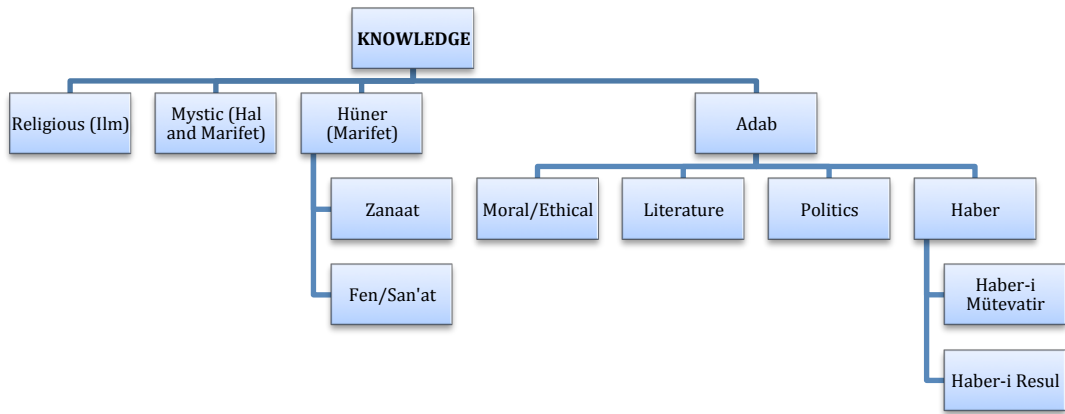 KNOWLEDGE
Religious (Ilm)
Mystic (Hal
and Marifet)
Hüner
(Marifet)
Adab
Zanaat
Fen/San'at
Moral/Ethical
Literature
Politics
Haber
Haber-i
Mütevatir
Haber-i Resul